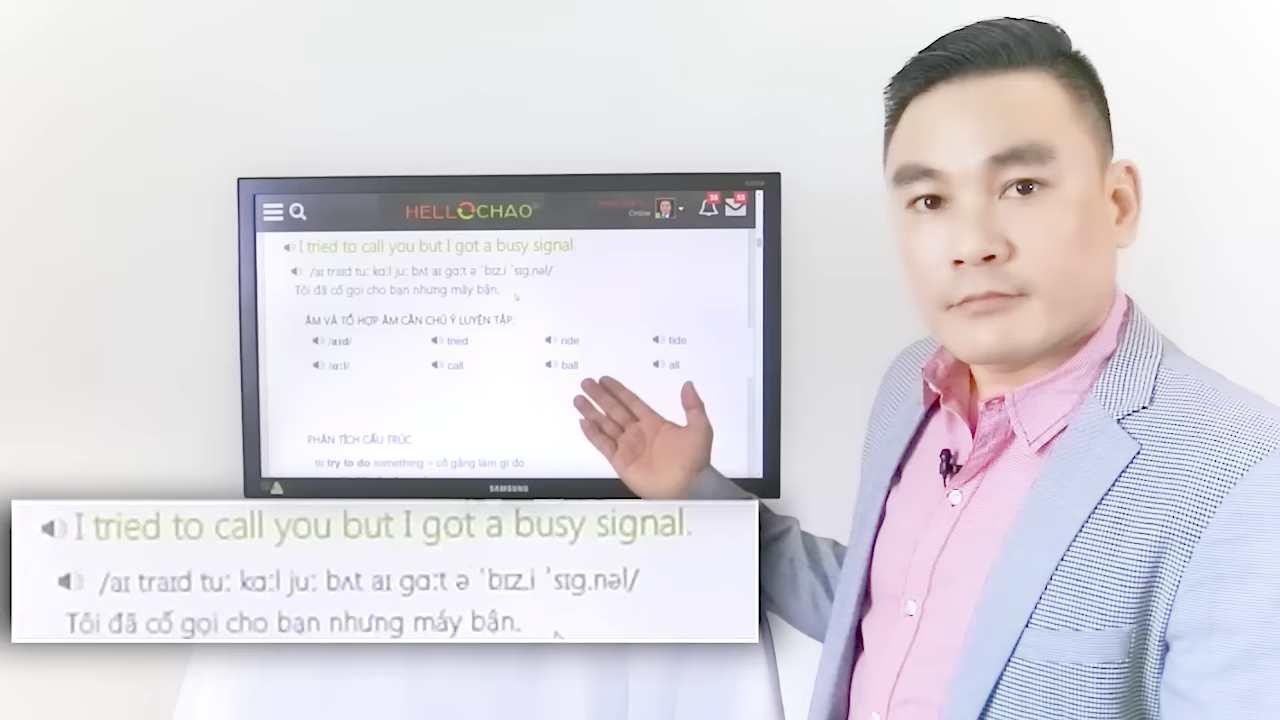 HELLOCHAO
Online
I tried to call you but I got a busy signal.
/aɪ traɪd tuː kɑːl juː bʌt aɪ gɑːt ə ˈbɪz.i ˈsɪg.nəl/
Tôi đã cố gọi cho bạn nhưng máy bận.
ÂM VÀ TỔ HỢP ÂM CẦN CHÚ Ý LUYỆN TẬP:
/aɪd/ tried ride tide
/ɑːl/ call ball all
PHÂN TÍCH CẤU TRÚC
to try to do something = cố gắng làm gì đó
SAMSUNG
I tried to call you but I got a busy signal.
/aɪ traɪd tuː kɑːl juː bʌt aɪ gɑːt ə ˈbɪz.i ˈsɪg.nəl/
Tôi đã cố gọi cho bạn nhưng máy bận.